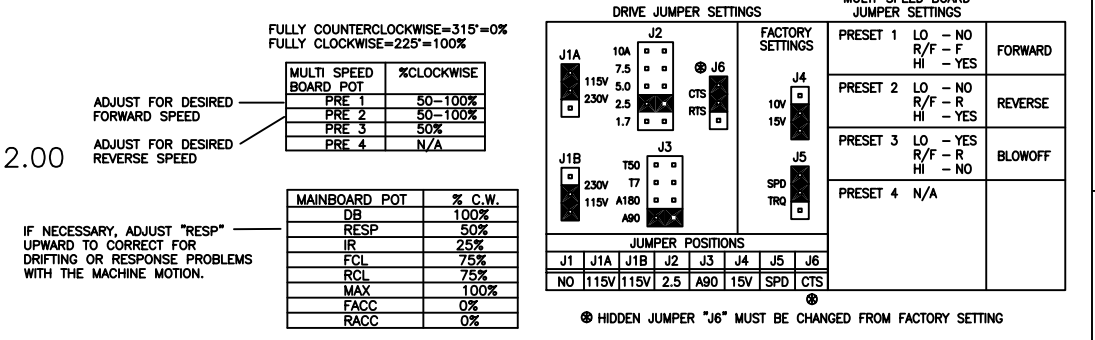 FULLY COUNTERCLOCKWISE=315°=0%
FULLY CLOCKWISE=225°=100%
MULTI SPEED BOARD POT | %CLOCKWISE
PRE 1 | 50-100%
PRE 2 | 50-100%
PRE 3 | 50%
PRE 4 | N/A
ADJUST FOR DESIRED
FORWARD SPEED
ADJUST FOR DESIRED
REVERSE SPEED
2.00
MAINBOARD POT | % C.W.
DB | 100%
RESP | 50%
IR | 25%
FCL | 75%
RCL | 75%
MAX | 100%
FACC | 0%
RACC | 0%
IF NECESSARY, ADJUST "RESP"
UPWARD TO CORRECT FOR
DRIFTING OR RESPONSE PROBLEMS
WITH THE MACHINE MOTION.
DRIVE JUMPER SETTINGS
J1A
115V
230V
J2
10A
7.5
5.0
2.5
1.7
J6
CTS
RTS
J1B
230V
115V
J3
T50
T7
A180
A90
FACTORY
SETTINGS
J4
10V
15V
J5
SPD
TRQ
JUMPER POSITIONS
J1 | J1A | J1B | J2 | J3 | J4 | J5 | J6
NO | 115V | 115V | 2.5 | A90 | 15V | SPD | CTS
MULTI SPEED BOARD
JUMPER SETTINGS
PRESET 1 LO - NO
R/F - F
HI - YES
FORWARD
PRESET 2 LO - NO
R/F - R
HI - YES
REVERSE
PRESET 3 LO - YES
R/F - R
HI - NO
BLOWOFF
PRESET 4 N/A
HIDDEN JUMPER "J6" MUST BE CHANGED FROM FACTORY SETTING